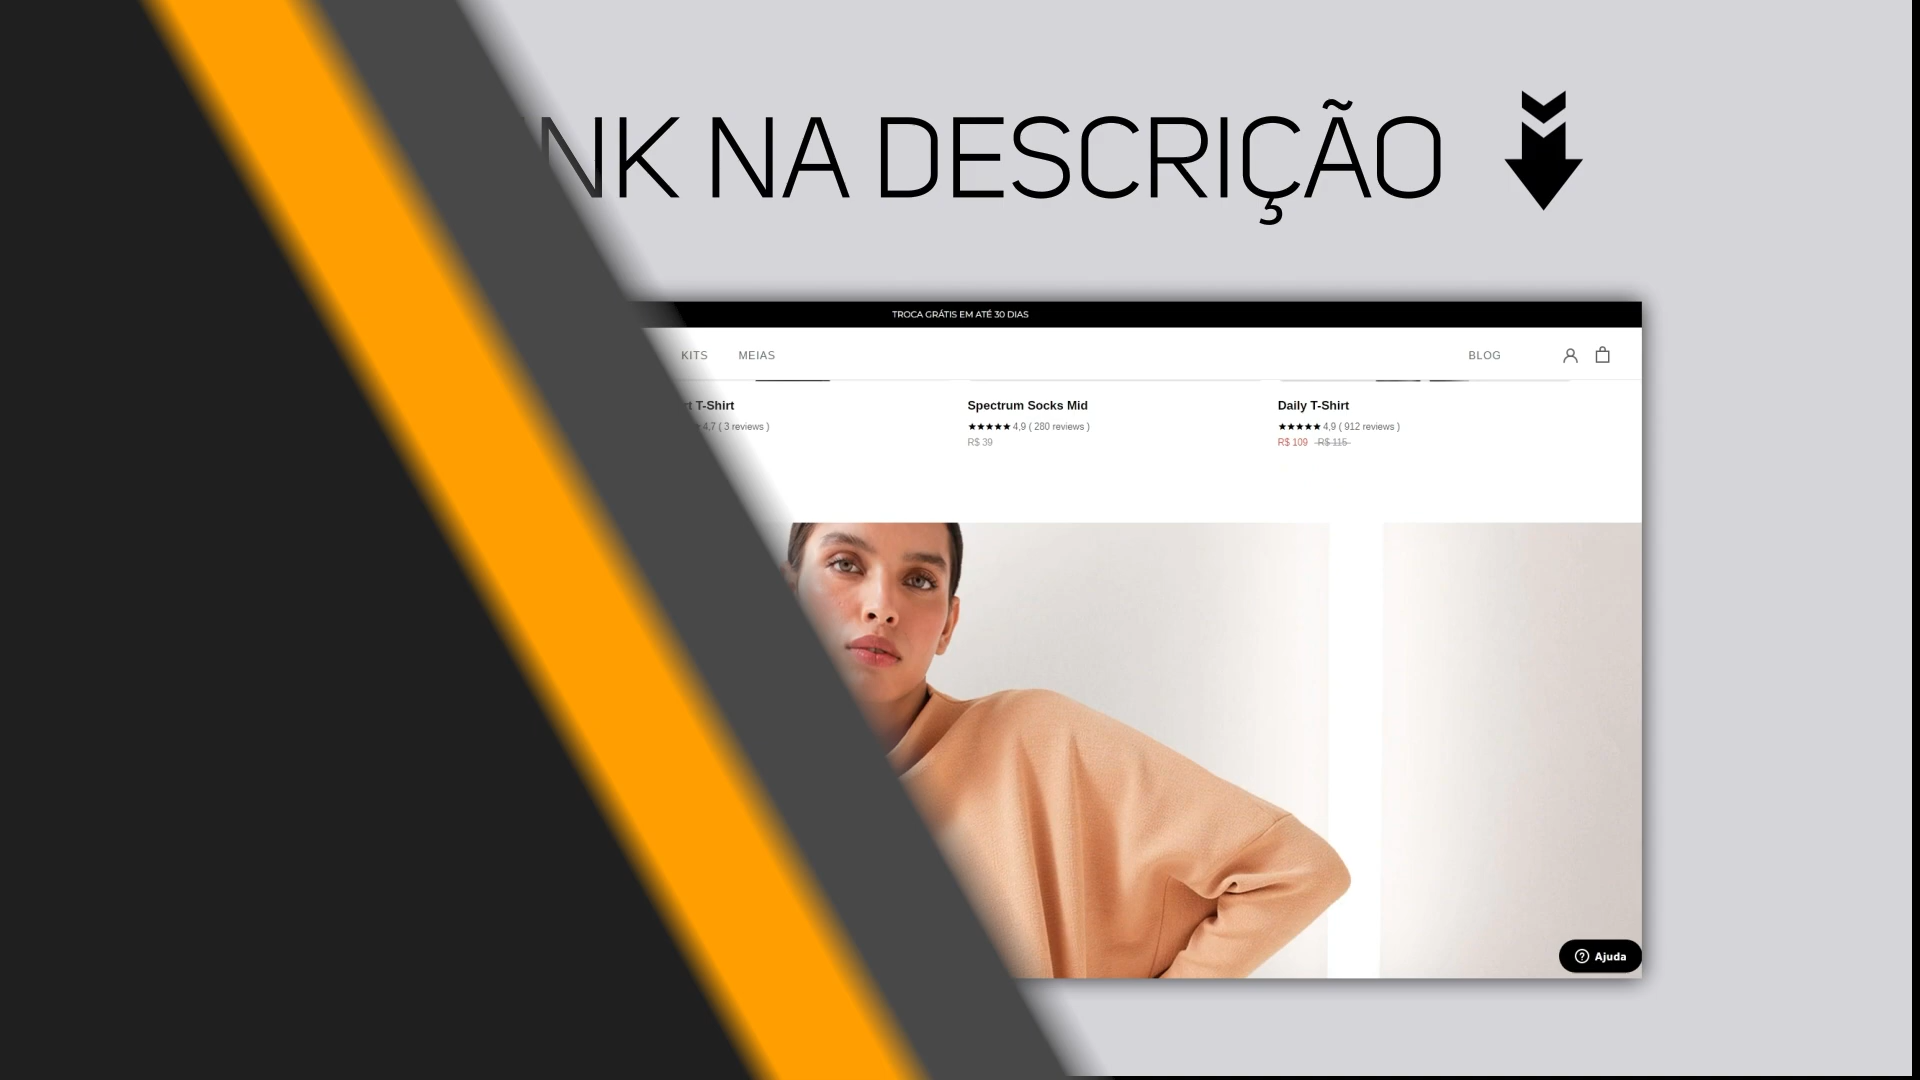 NK NA DESCRIÇÃO
TROCA GRÁTIS EM ATÉ 30 DIAS
KITS MEIAS BLOG
T-Shirt Spectrum Socks Mid Daily T-Shirt
4,7 ( 3 reviews ) ★★★★★ 4,9 ( 280 reviews ) ★★★★★ 4,9 ( 912 reviews )
R$ 39 R$ 109 R$ 115
Ajuda